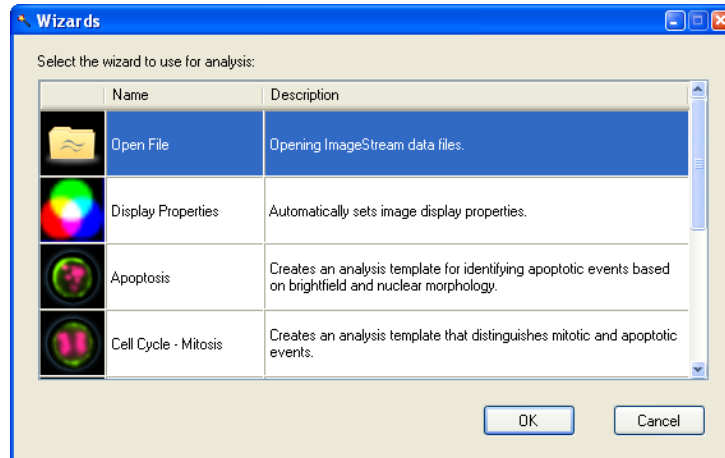 Wizards
Select the wizard to use for analysis:
Name Description
Open File Opening ImageStream data files.
Display Properties Automatically sets image display properties.
Apoptosis Creates an analysis template for identifying apoptotic events based
on brightfield and nuclear morphology.
Cell Cycle - Mitosis Creates an analysis template that distinguishes mitotic and apoptotic
events.
OK Cancel